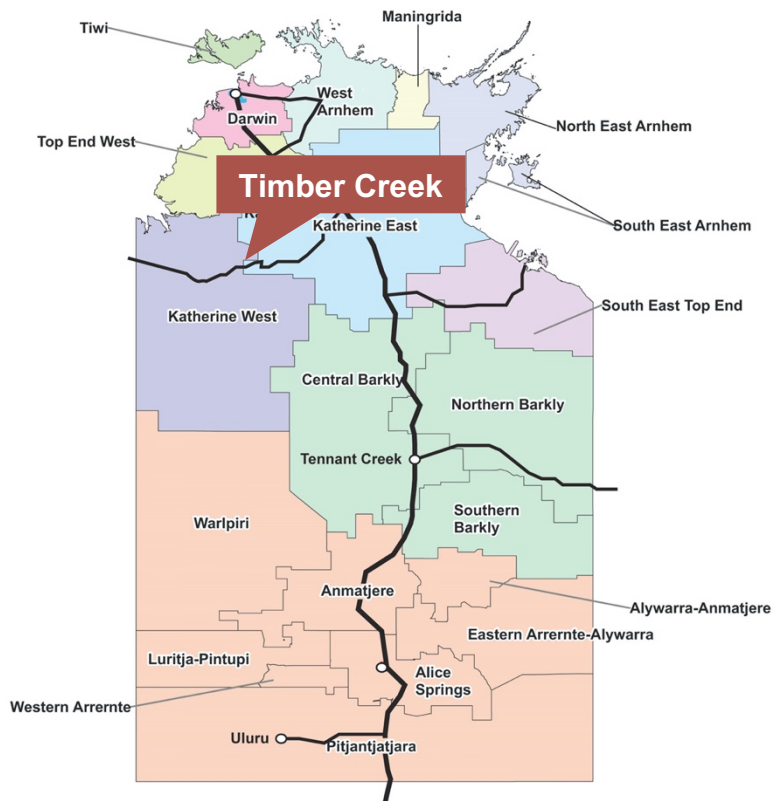 Maningrida
Tiwi
West
Arnhem
Darwin
North East Arnhem
Top End West
Timber Creek
Katherine East
South East Arnhem
South East Top End
Katherine West
Central Barkly
Northern Barkly
Tennant Creek
Southern
Barkly
Warlpiri
Anmatjere
Alywarra-Anmatjere
Eastern Arrernte-Alywarra
Luritja-Pintupi
Alice
Springs
Western Arrernte
Uluru
Pitjantjatjara